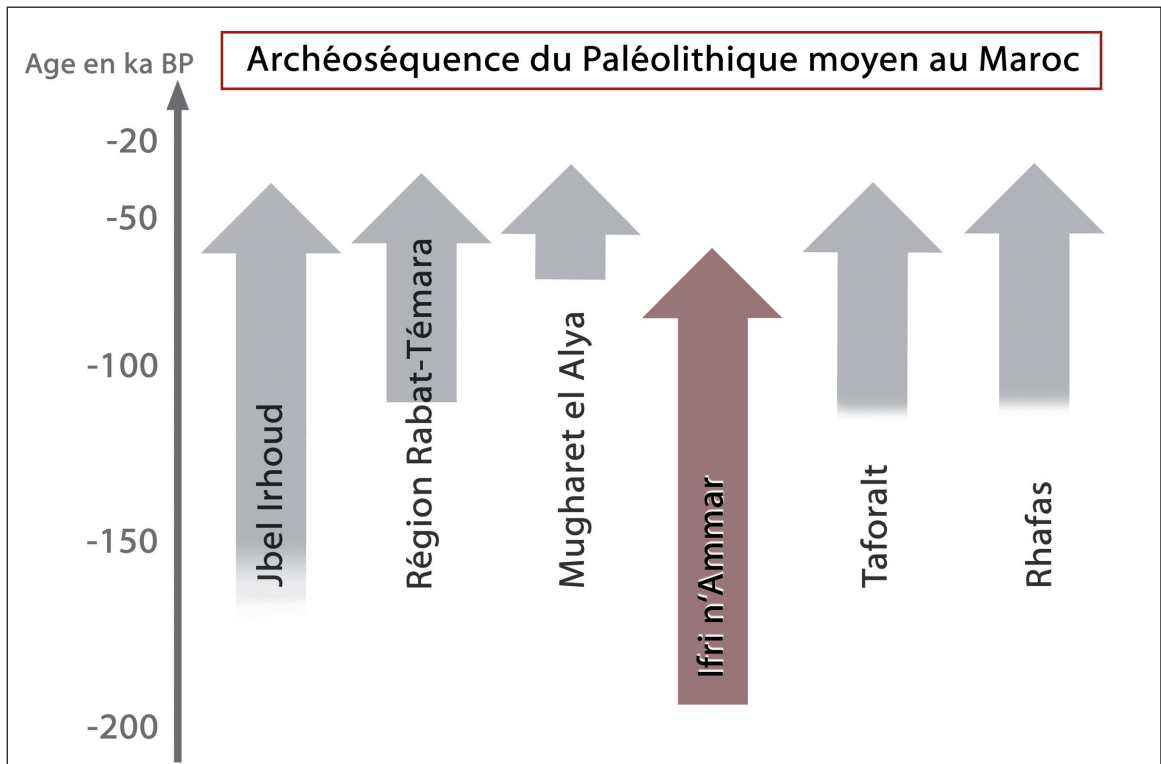 Age en ka BP
Archéoséquence du Paléolithique moyen au Maroc
-20
-50
-100
-150
-200
Jbel Irhoud
Région Rabat-Témara
Mugharet el Alya
Ifri n‘Ammar
Taforalt
Rhafas